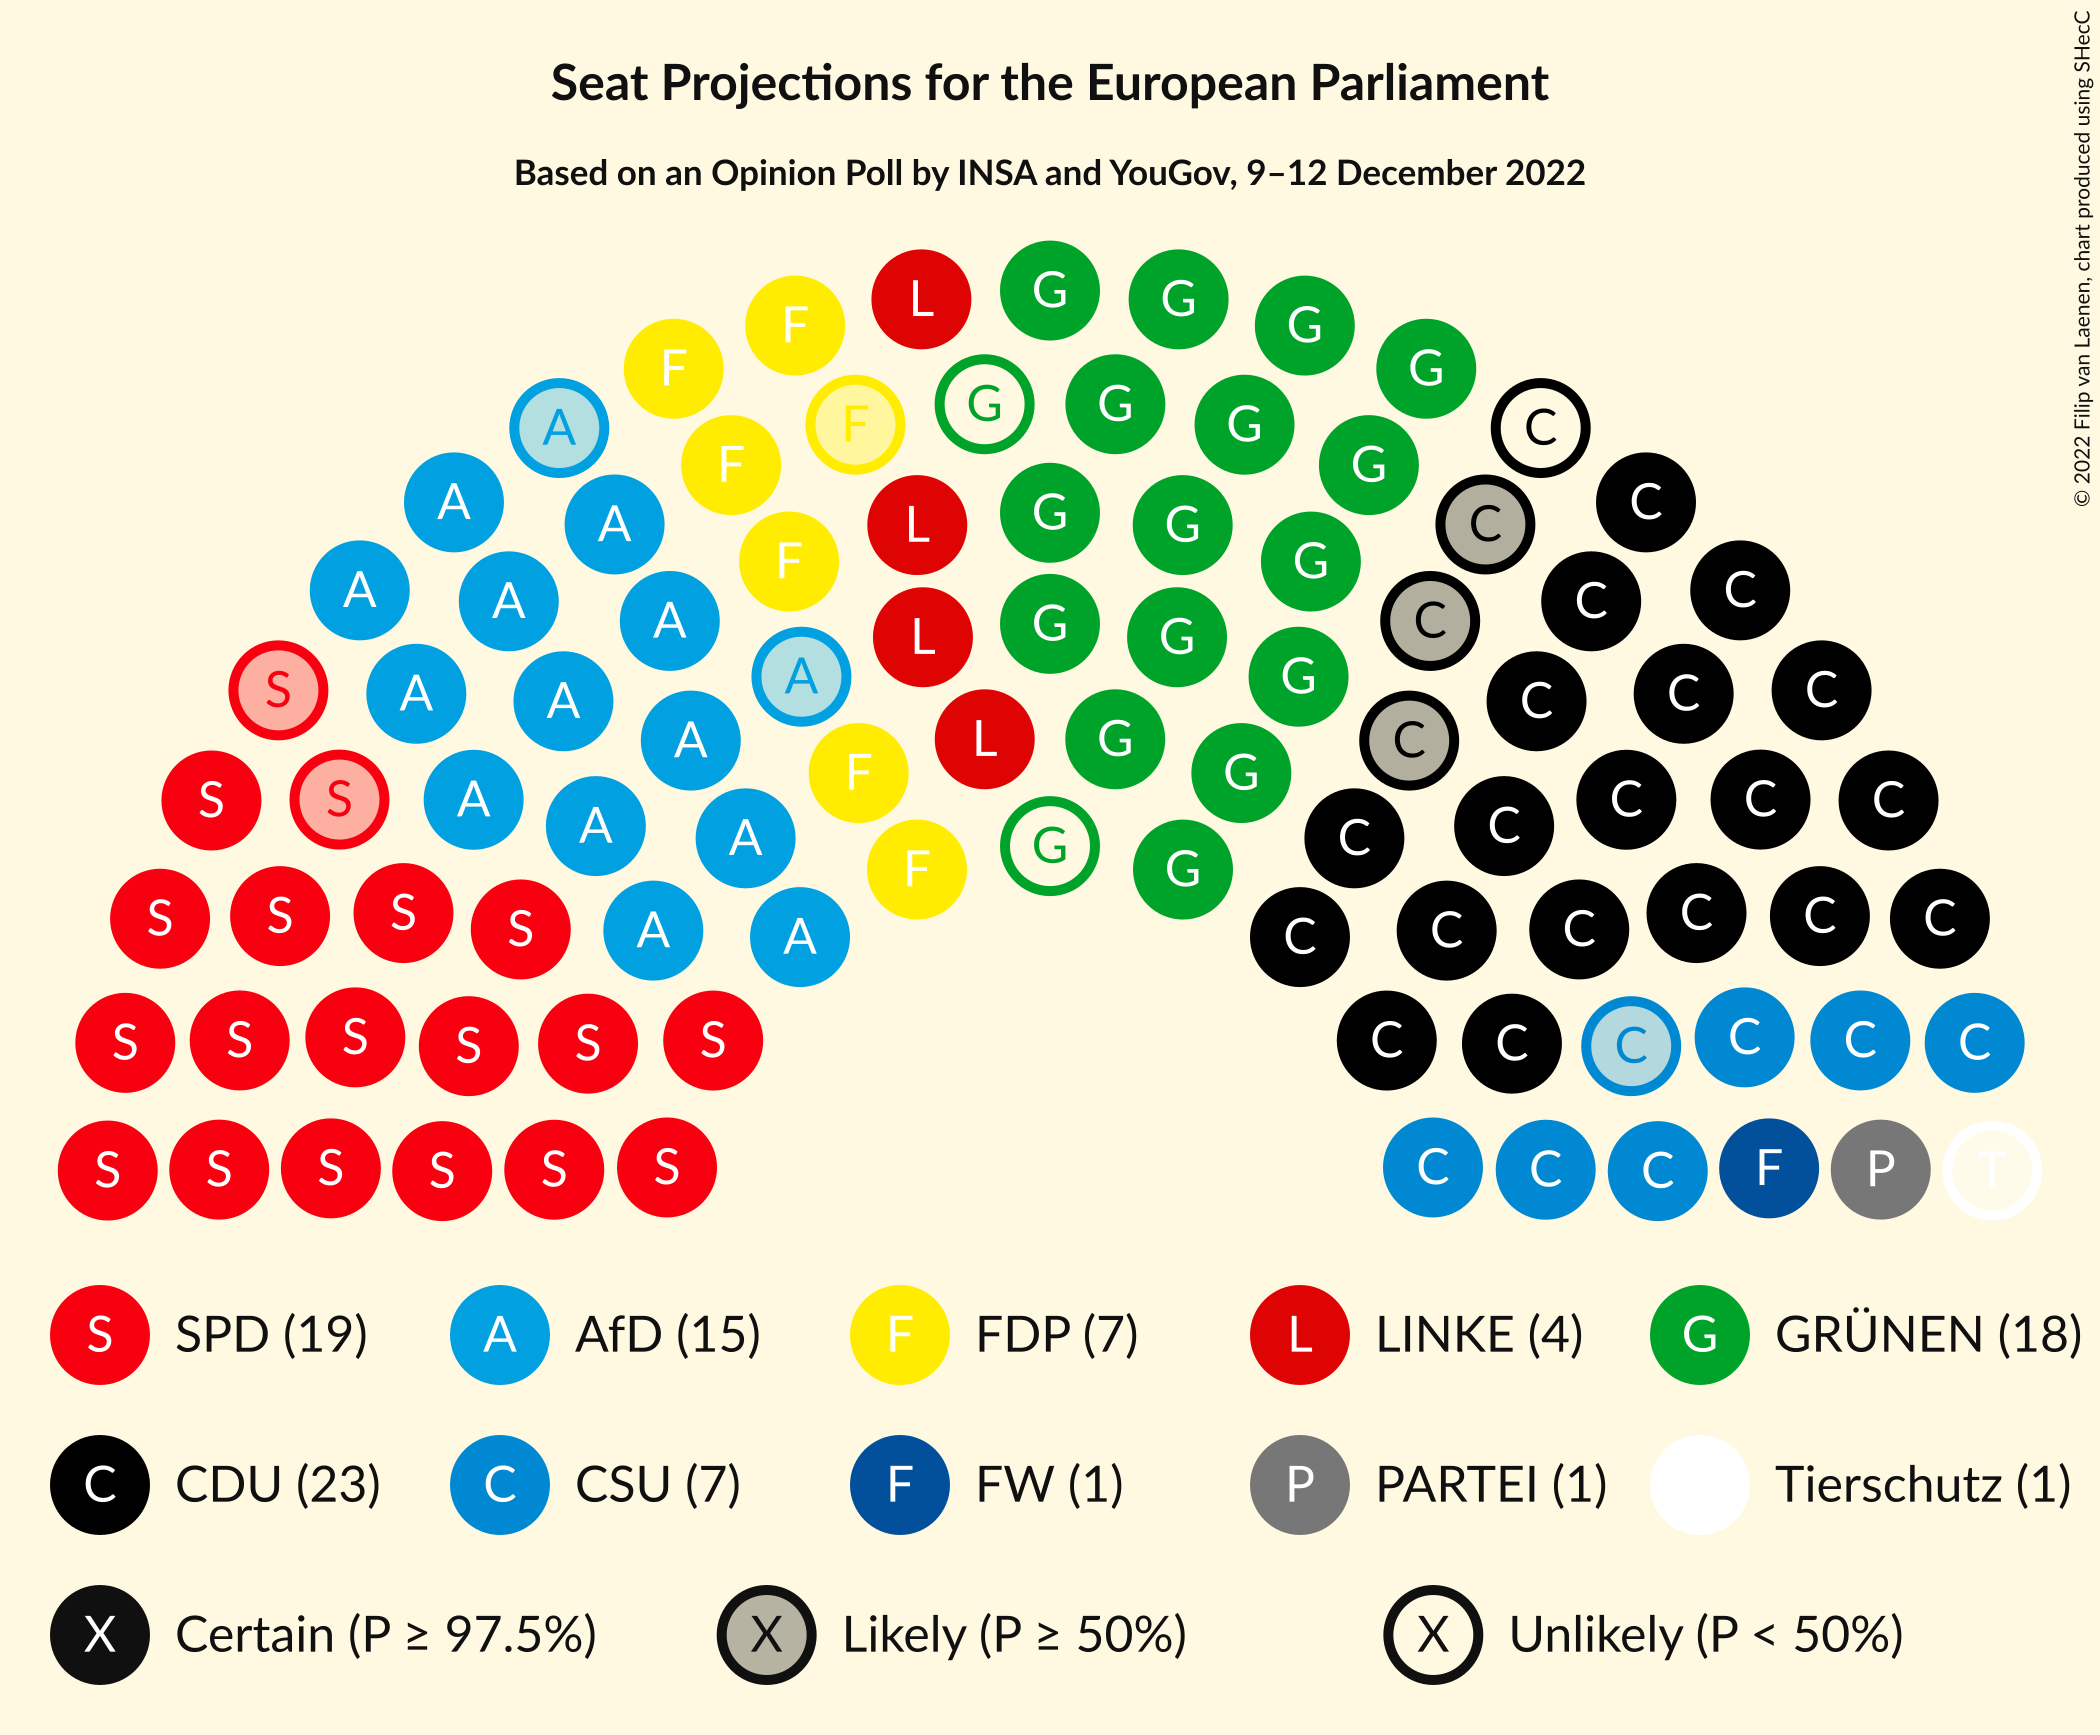 Seat Projections for the European Parliament
Based on an Opinion Poll by INSA and YouGov, 9–12 December 2022
© 2022 Filip van Laenen, chart produced using SHecC
L G G G
F G
F F G G G C
A F G C
A A F L G G G C C
A A A L G G C C C
S A A A A G C C C C
S S A A A F L G G C C C C C
S S S S A A F G G C C C C C C
S S S S S S A C C C C C C C
S S S S S S C C C F P T
S SPD (19) A AfD (15) F FDP (7) L LINKE (4) G GRÜNEN (18)
C CDU (23) C CSU (7) F FW (1) P PARTEI (1) Tierschutz (1)
X Certain (P ≥ 97.5%) X Likely (P ≥ 50%) X Unlikely (P < 50%)